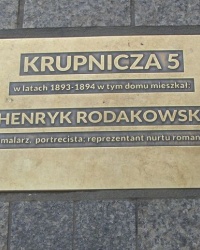 KRUPNICZA 5
w latach 1893-1894 w tym domu mieszkał:
HENRYK RODAKOWSK
malarz, portrecista, reprezentant nurtu roman